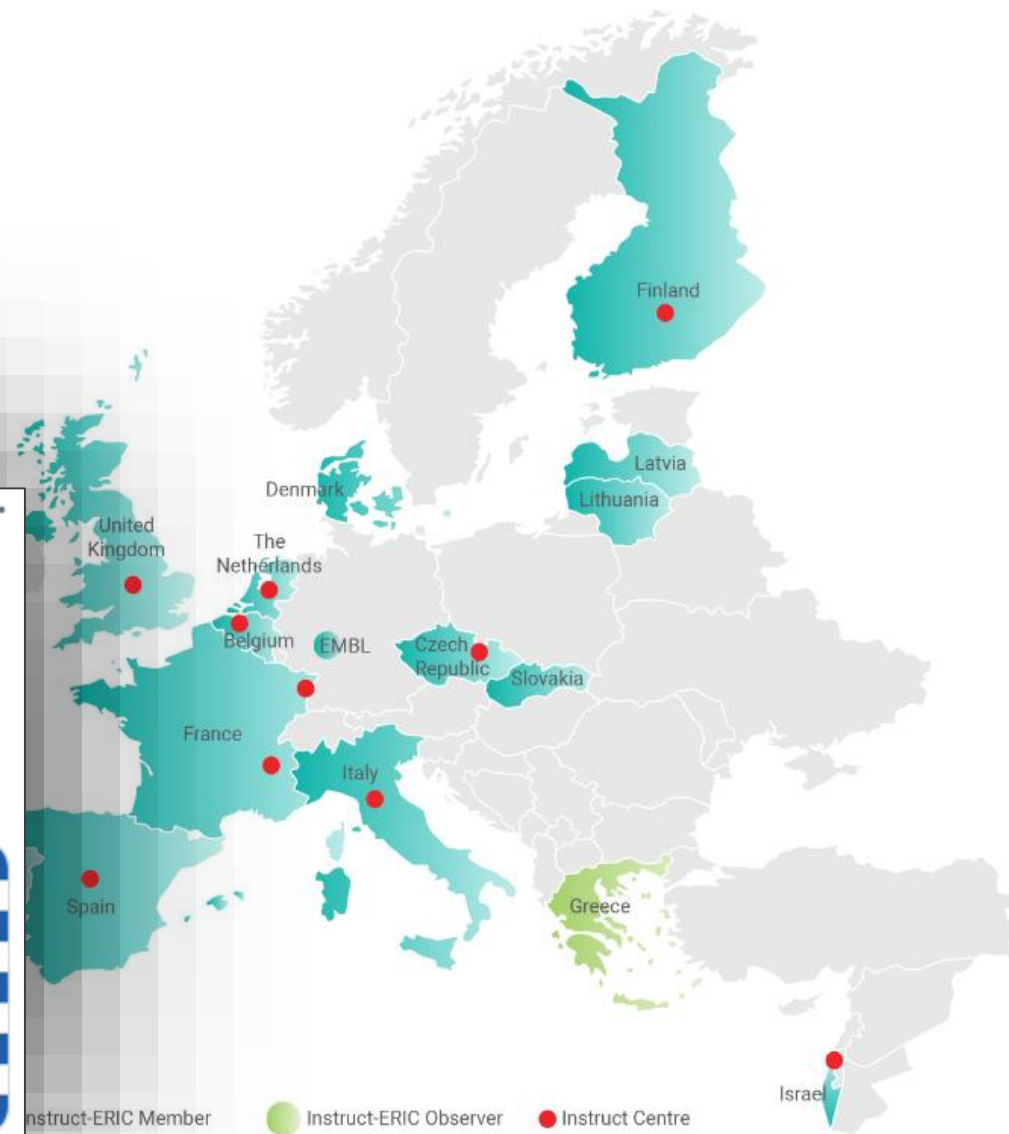 Finland
Latvia
Lithuania
Denmark
United
Kingdom
The
Netherlands
Belgium
EMBL
Czech
Republic
Slovakia
France
Italy
Spain
Greece
Israel
nstruct-ERIC Member
Instruct-ERIC Observer
Instruct Centre